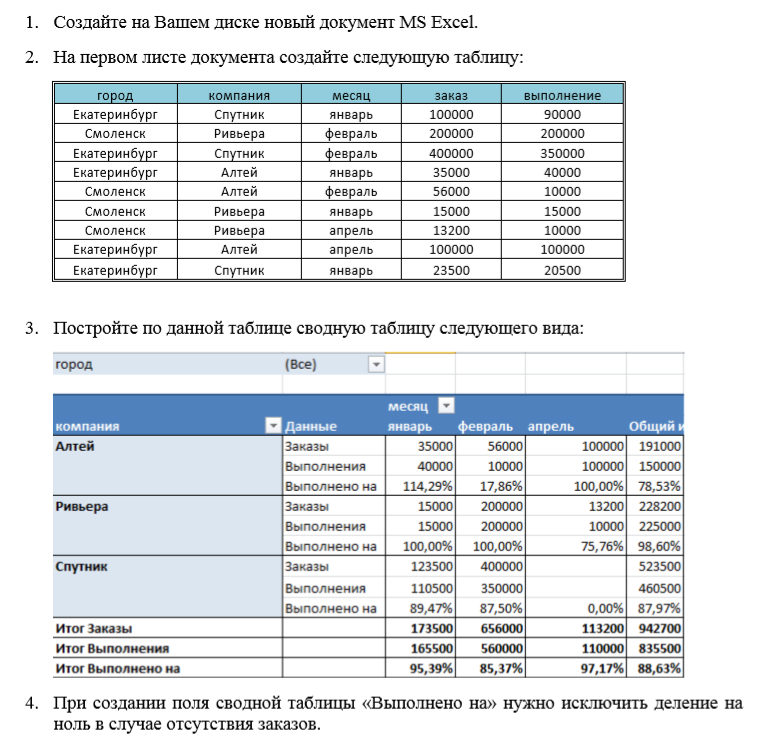 1. Создайте на Вашем диске новый документ MS Excel.
2. На первом листе документа создайте следующую таблицу:
город компания месяц заказ выполнение
Екатеринбург Спутник январь 100000 90000
Смоленск Ривьера февраль 200000 200000
Екатеринбург Спутник февраль 400000 350000
Екатеринбург Алтей январь 35000 40000
Смоленск Алтей февраль 56000 10000
Смоленск Ривьера январь 15000 15000
Смоленск Ривьера апрель 13200 10000
Екатеринбург Алтей апрель 100000 100000
Екатеринбург Спутник январь 23500 20500
3. Постройте по данной таблице сводную таблицу следующего вида:
город (Все)
месяц
компания Данные январь февраль апрель Общий и
Алтей Заказы 35000 56000 100000 191000
Выполнения 40000 10000 100000 150000
Выполнено на 114,29% 17,86% 100,00% 78,53%
Ривьера Заказы 15000 200000 13200 228200
Выполнения 15000 200000 10000 225000
Выполнено на 100,00% 100,00% 75,76% 98,60%
Спутник Заказы 123500 400000 523500
Выполнения 110500 350000 460500
Выполнено на 89,47% 87,50% 0,00% 87,97%
Итог Заказы 173500 656000 113200 942700
Итог Выполнения 165500 560000 110000 835500
Итог Выполнено на 95,39% 85,37% 97,17% 88,63%
4. При создании поля сводной таблицы «Выполнено на» нужно исключить деление на
ноль в случае отсутствия заказов.